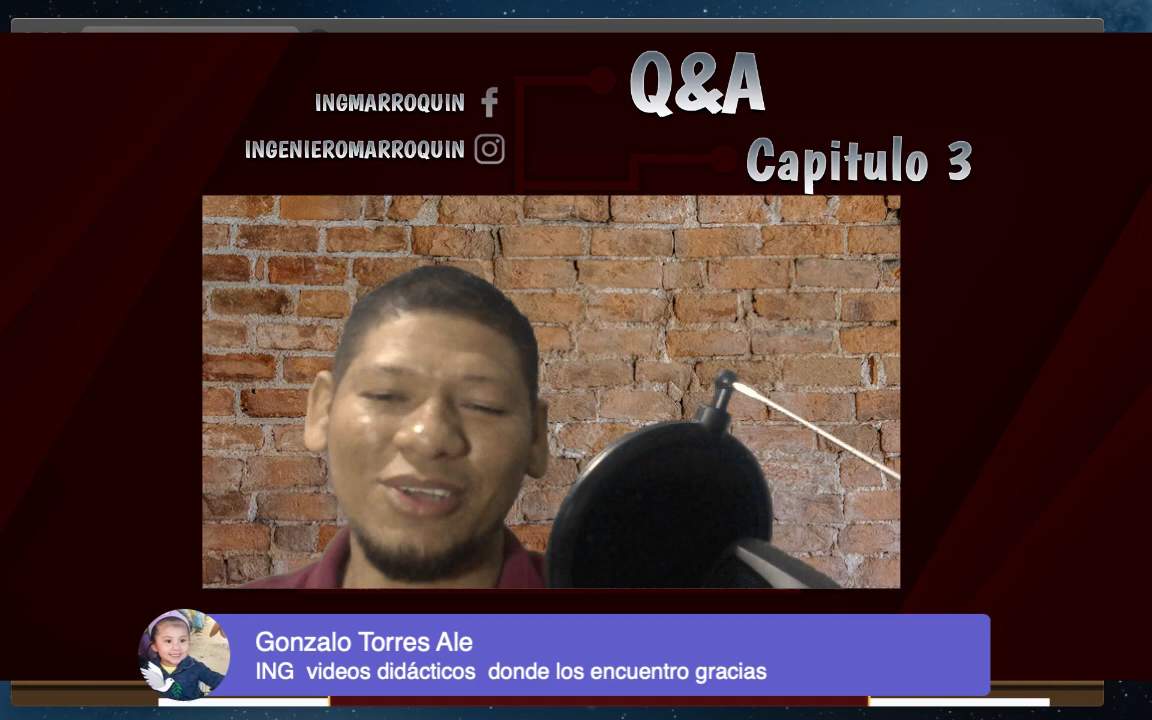 Q&A
INGMARROQUIN
INGENIEROMARROQUIN
Capitulo 3
Gonzalo Torres Ale
ING  videos didácticos  donde los encuentro gracias